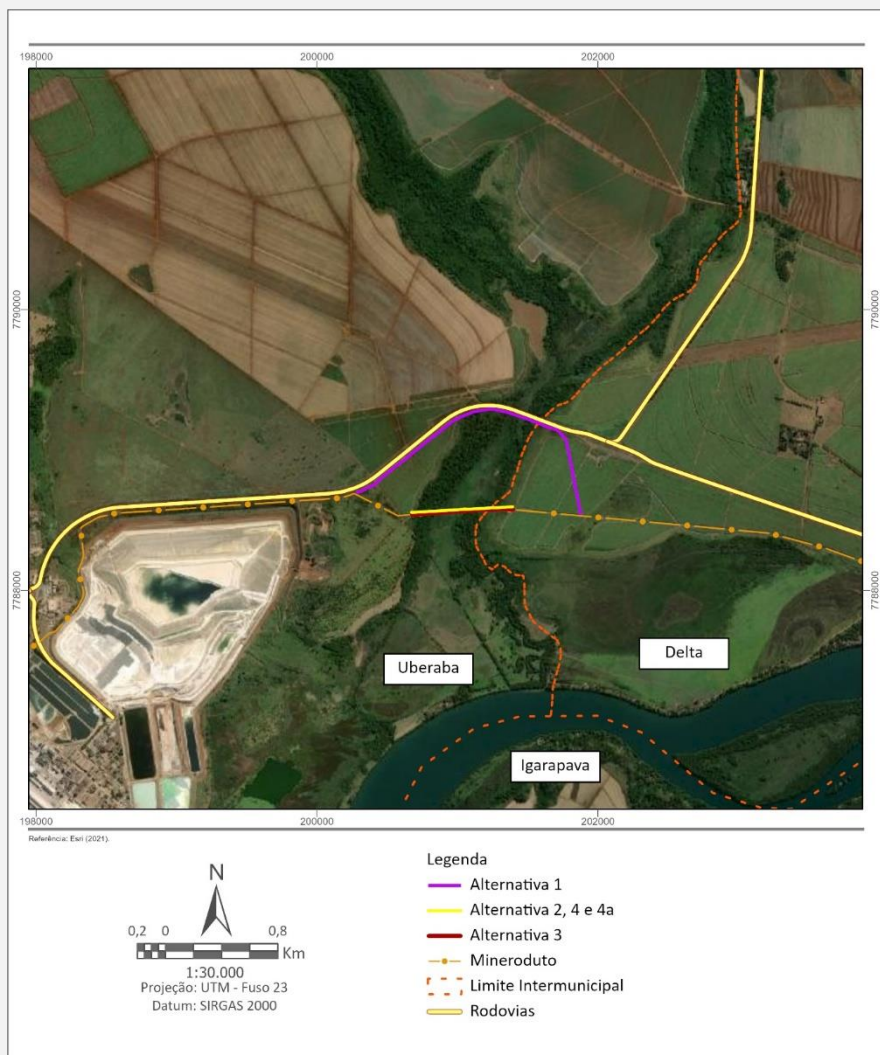 198000 200000 202000
7790000 7790000
7788000 7788000
Uberaba
Delta
Igarapava
198000 200000 202000
Referência: Esri (2021).
N
0,2 0 0,8
Km
1:30.000
Projeção: UTM - Fuso 23
Datum: SIRGAS 2000
Legenda
Alternativa 1
Alternativa 2, 4 e 4a
Alternativa 3
Mineroduto
Limite Intermunicipal
Rodovias